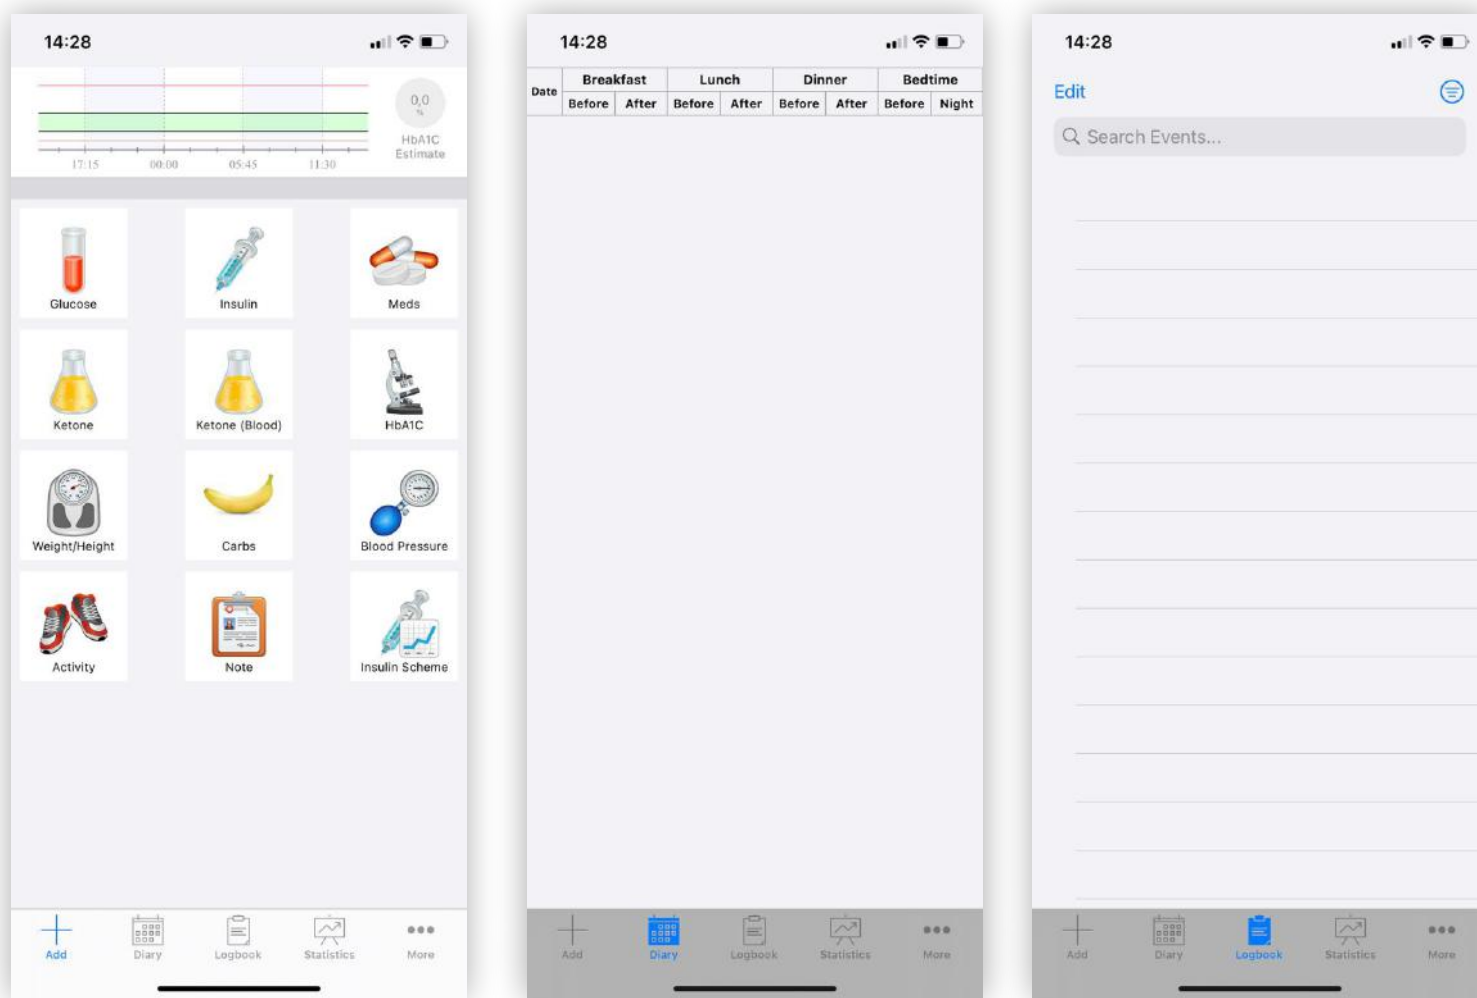 14:28
0,0
%
HbA1C
Estimate
17:15 00:00 05:45 11:30
Glucose Insulin Meds
Ketone Ketone (Blood) HbA1C
Weight/Height Carbs Blood Pressure
Activity Note Insulin Scheme
Add Diary Logbook Statistics More
14:28
Date Breakfast Lunch Dinner Bedtime
Before After Before After Before After Before Night
Add Diary Logbook Statistics More
14:28
Edit
Search Events...
Add Diary Logbook Statistics More